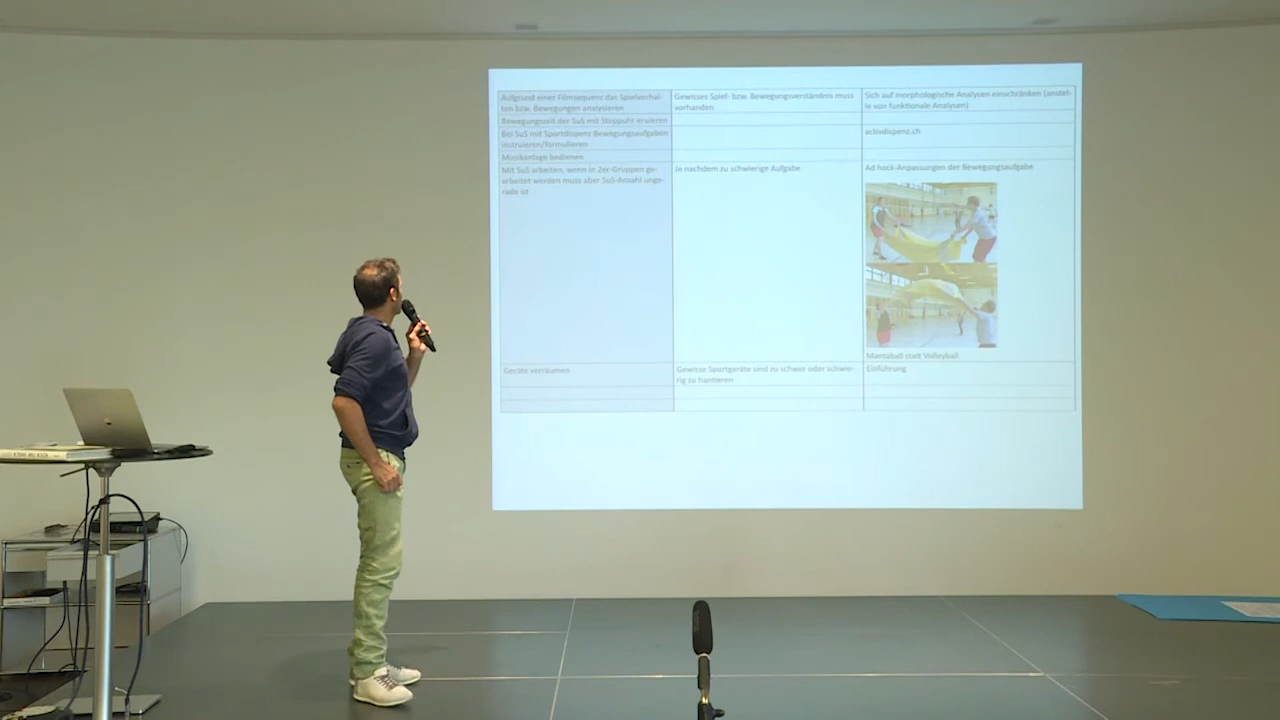 Aufgrund einer Filmsequenz das Spielverhal-
ten bzw. Bewegungen analysieren
Gewisses Spiel- bzw. Bewegungsverständnis muss
vorhanden
Sich auf morphologische Analysen einschränken (anstel-
le von funktionale Analysen)
Bewegungszeit der SuS mit Stoppuhr eruieren
Bei SuS mit Sportdispens Bewegungsaufgaben
instruieren/formulieren
activdispens.ch
Musikanlage bedienen
Mit SuS arbeiten, wenn in 2er-Gruppen ge-
arbeitet werden muss aber SuS-Anzahl unge-
rade ist
Je nachdem zu schwierige Aufgabe
Ad hock-Anpassungen der Bewegungsaufgabe
Mantaball statt Volleyball
Geräte verräumen
Gewisse Sportgeräte sind zu schwer oder schwie-
rig zu hantieren
Einführung